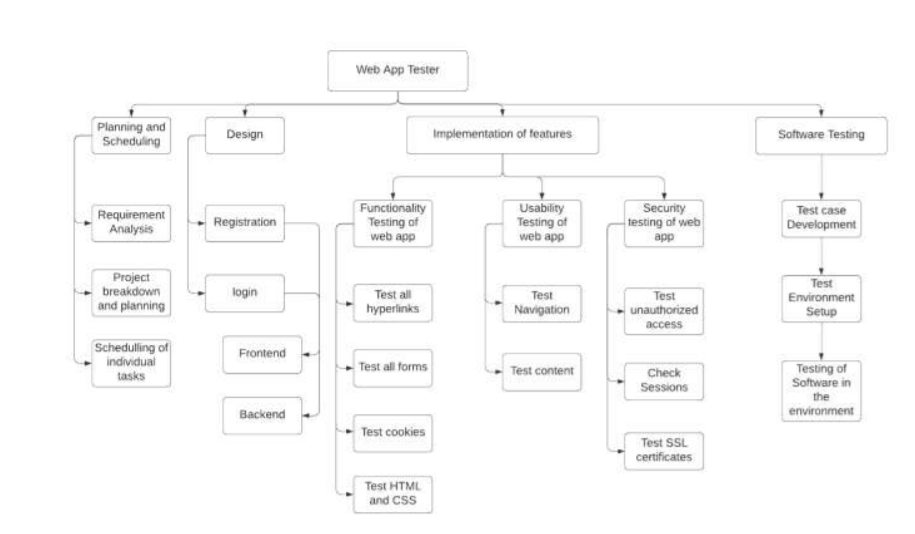 Web App Tester
Planning and
Scheduling
Design
Implementation of features
Software Testing
Requirement
Analysis
Project
breakdown
and planning
Schedulling of
individual
tasks
Registration
login
Frontend
Backend
Functionality
Testing of
web app
Test all
hyperlinks
Test all forms
Test cookies
Test HTML
and CSS
Usability
Testing of
web app
Test
Navigation
Test content
Security
testing of web
app
Test
unauthorized
access
Check
Sessions
Test SSL
certificates
Test case
Development
Test
Environment
Setup
Testing of
Software in
the
environment